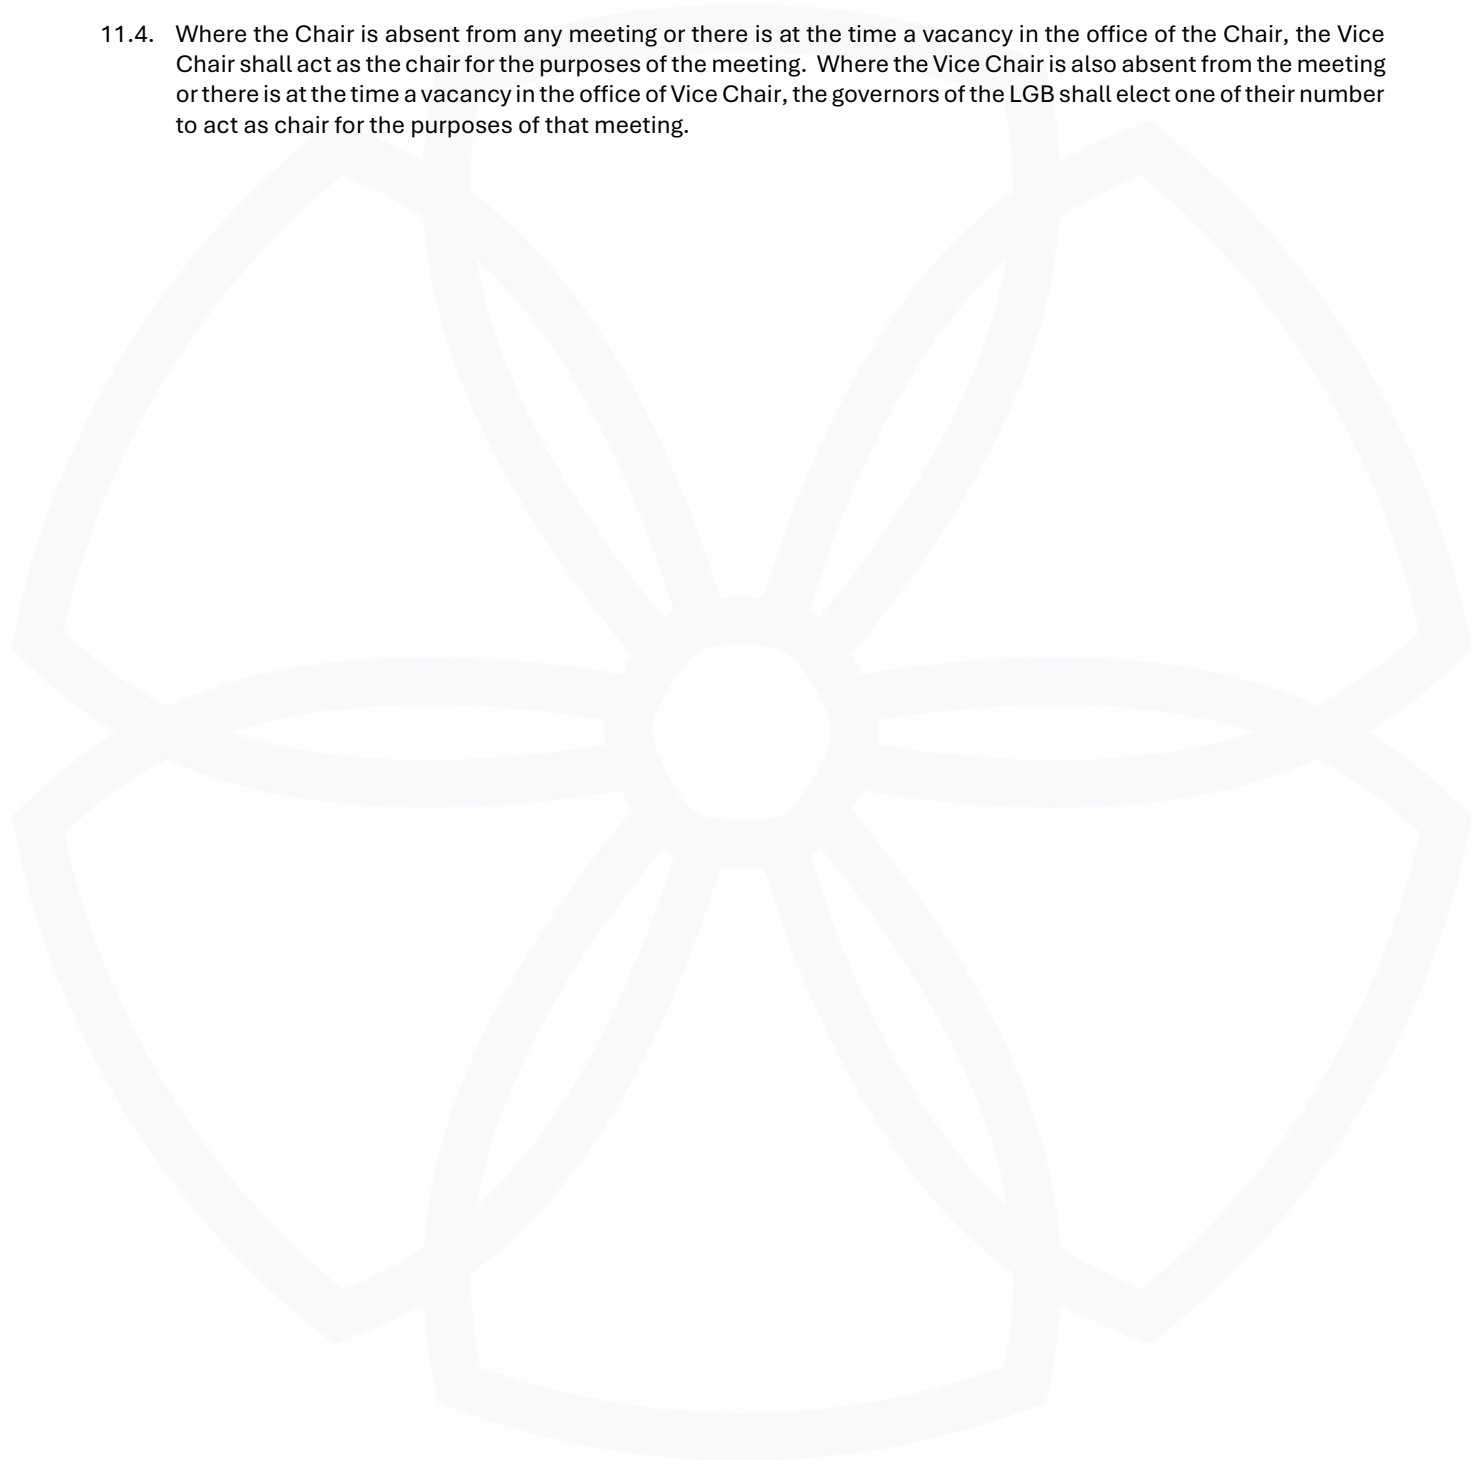 11.4. Where the Chair is absent from any meeting or there is at the time a vacancy in the office of the Chair, the Vice
Chair shall act as the chair for the purposes of the meeting. Where the Vice Chair is also absent from the meeting
or there is at the time a vacancy in the office of Vice Chair, the governors of the LGB shall elect one of their number
to act as chair for the purposes of that meeting.